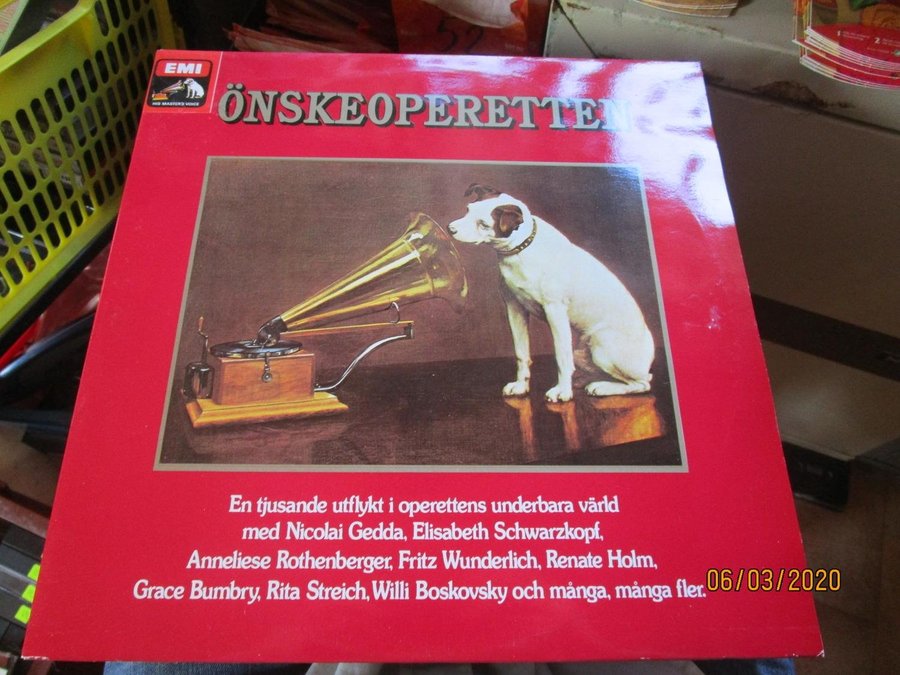 EMI
HIS MASTER'S VOICE
ÖNSKEOPERETTEN
En tjusande utflykt i operettens underbara värld
med Nicolai Gedda, Elisabeth Schwarzkopf,
Anneliese Rothenberger, Fritz Wunderlich, Renate Holm,
Grace Bumbry, Rita Streich, Willi Boskovsky och många, många fler.
06/03/2020
52